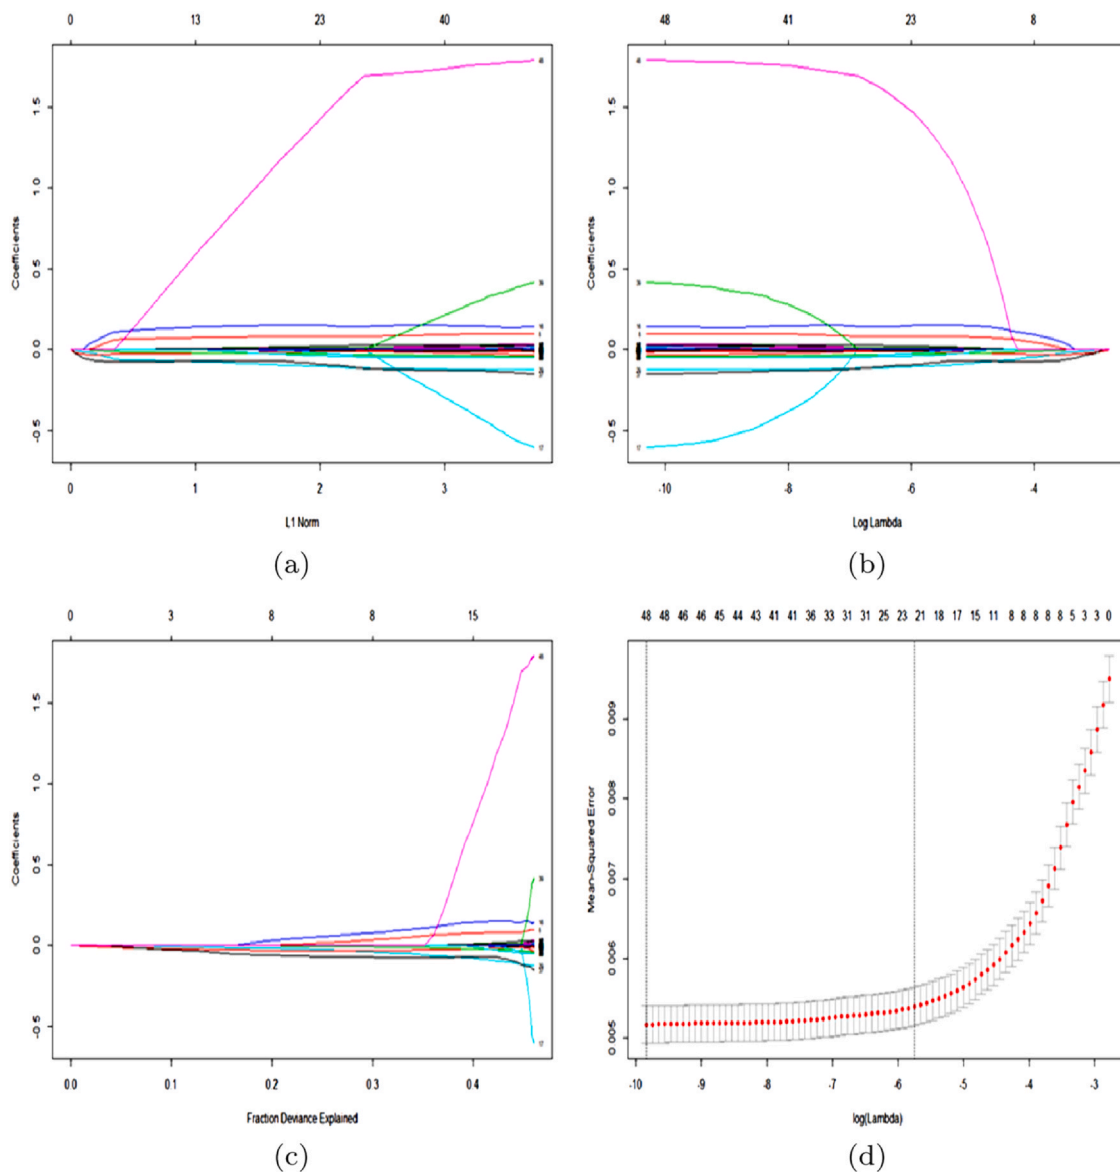 0 13 23 40
48 41 23 8
Coefficients
1.5
1.0
0.5
0.0
-0.5
0 1 2 3
L1 Norm
(a)
Coefficients
1.5
1.0
0.5
0.0
-0.5
-10 -8 -6 -4
Log Lambda
(b)
0 3 8 8 15
48 48 46 46 45 44 43 41 41 36 33 31 31 25 23 21 18 17 15 11 8 8 8 8 5 3 3 0
Coefficients
1.5
1.0
0.5
0.0
-0.5
17
0.0 0.1 0.2 0.3 0.4
Fraction Deviance Explained
(c)
Mean-Squared Error
0.009
0.008
0.007
0.006
0.005
-10 -9 -8 -7 -6 -5 -4 -3
log(Lambda)
(d)